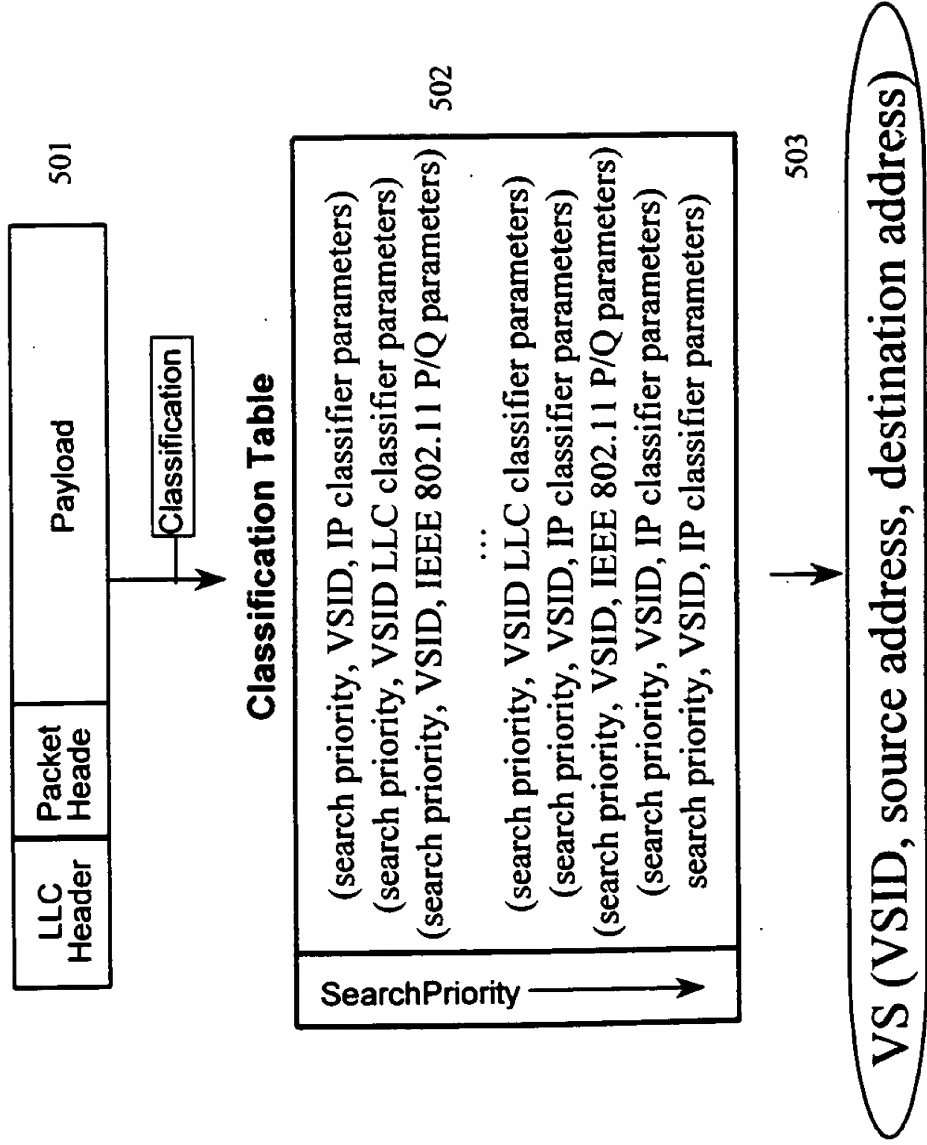 LLC
Header
Packet
Heade
Payload
501
Classification
Classification Table
SearchPriority
(search priority, VSID, IP classifier parameters)
(search priority, VSID LLC classifier parameters)
(search priority, VSID, IEEE 802.11 P/Q parameters)
...
(search priority, VSID LLC classifier parameters)
(search priority, VSID, IP classifier parameters)
(search priority, VSID, IEEE 802.11 P/Q parameters)
(search priority, VSID, IP classifier parameters)
search priority, VSID, IP classifier parameters)
502
503
VS (VSID, source address, destination address)